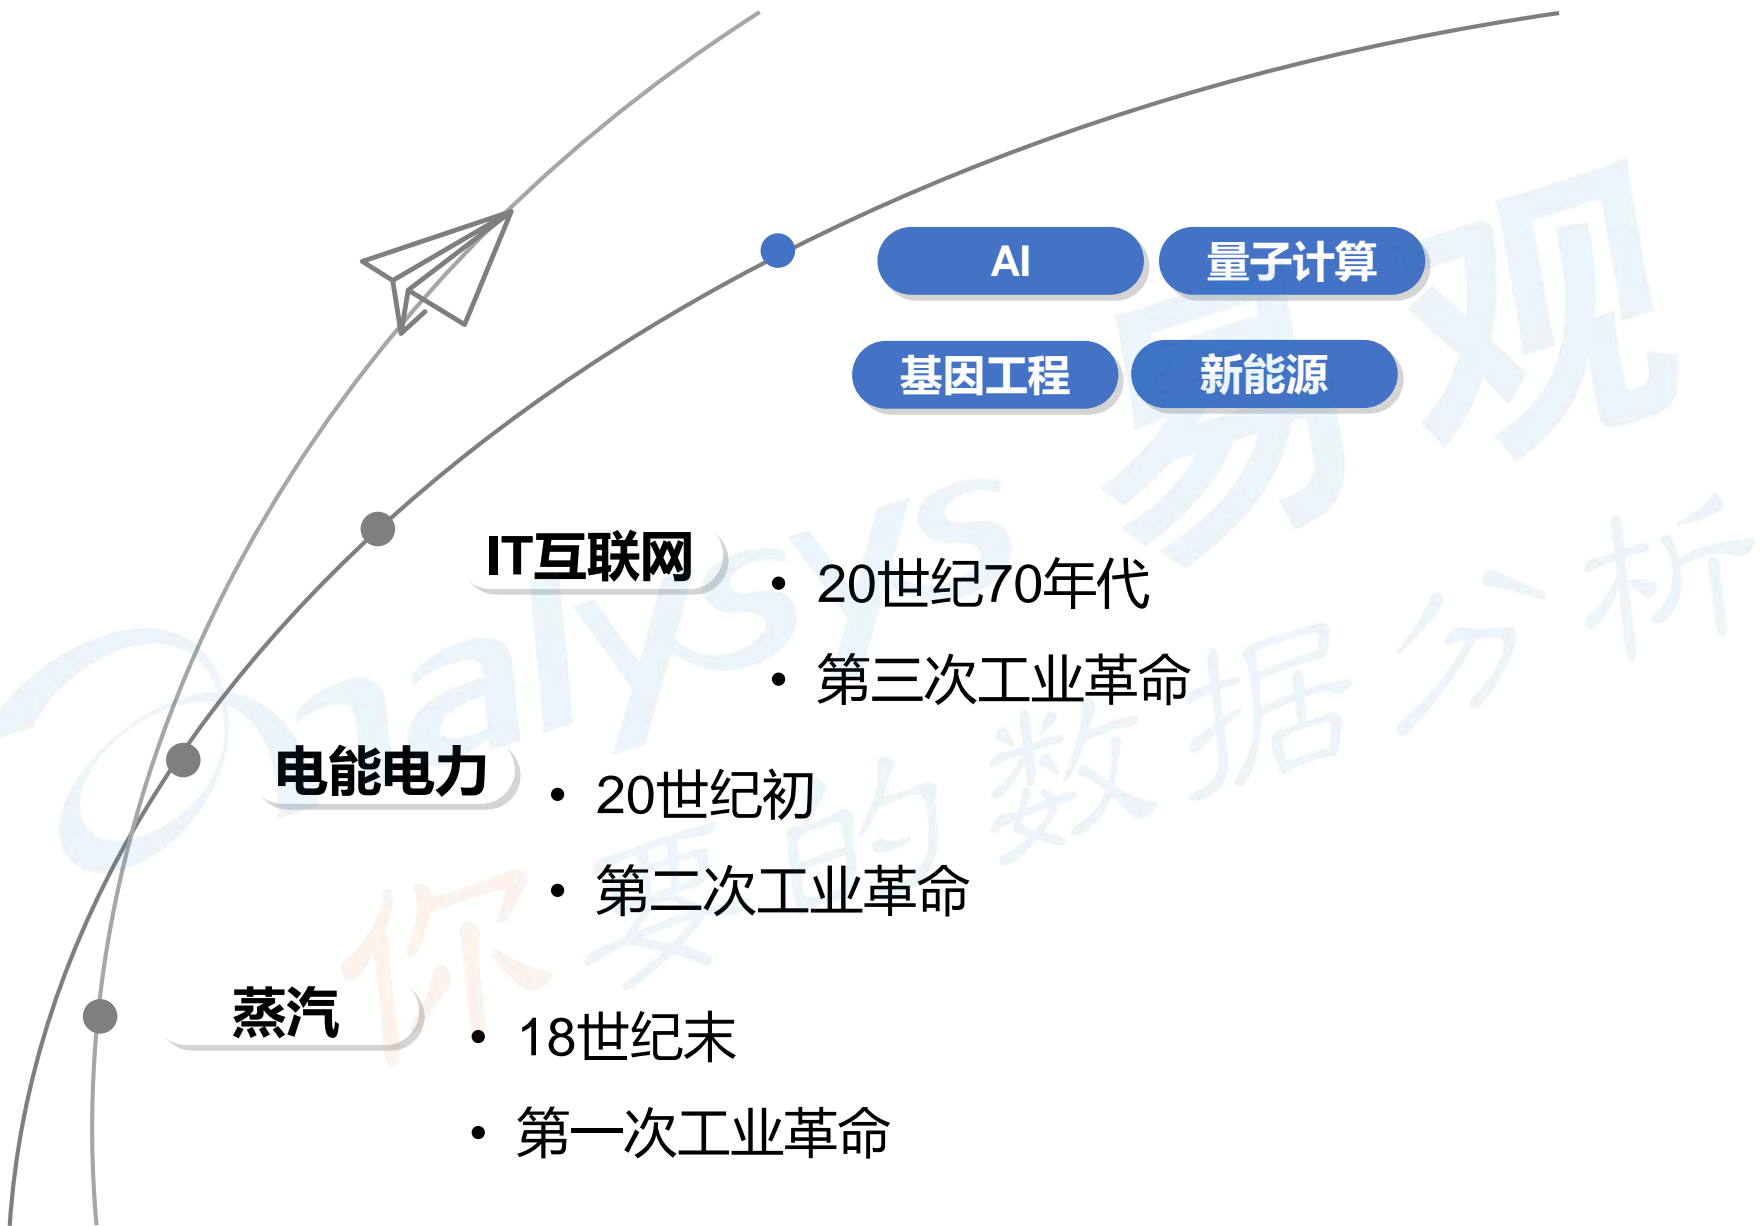 AI
量子计算
基因工程
新能源
IT互联网
• 20世纪70年代
• 第三次工业革命
电能电力
• 20世纪初
• 第二次工业革命
蒸汽
• 18世纪末
• 第一次工业革命
nalysys 易观
你要的数据分析